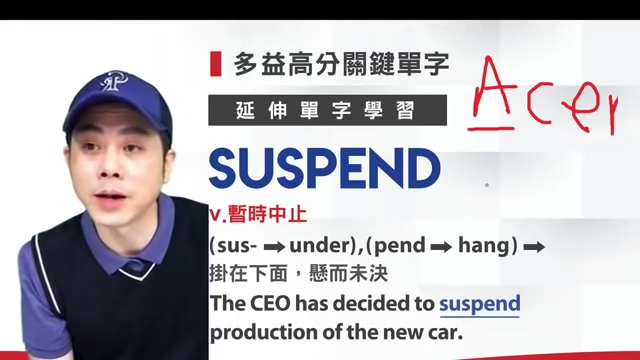 多益高分關鍵單字
Acer
延伸單字學習
SUSPEND
v.暫時中止
(sus- ➡ under),(pend ➡ hang) ➡
掛在下面，懸而未決
The CEO has decided to suspend
production of the new car.